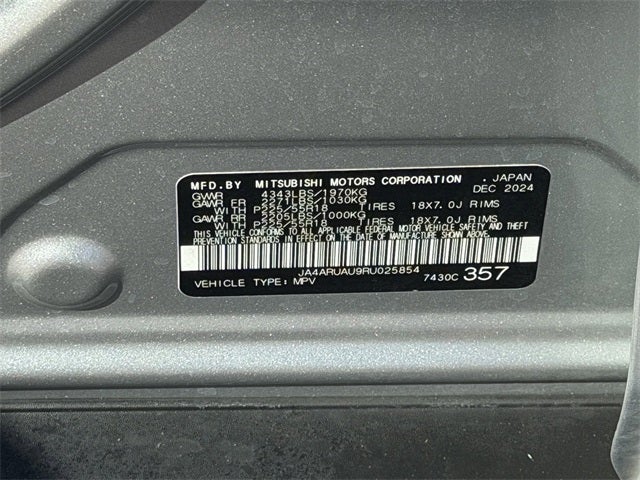 MFD.BY MITSUBISHI MOTORS CORPORATION . JAPAN
GVWR 4343LBS/1970KG DEC 2024
GAWR FR 2271LBS/1030KG
WITH P225/55R18 TIRES 18X7.0J RIMS
GAWR RR 2205LBS/1000KG
WITH P225/55R18 TIRES 18X7.0J RIMS
THIS VEHICLE CONFORMS TO ALL APPLICABLE FEDERAL MOTOR VEHICLE SAFETY, BUMPER, AND THEFT
PREVENTION STANDARDS IN EFFECT ON THE DATE OF MANUFACTURE SHOWN ABOVE.
JA4ARUAU9RU025854
VEHICLE TYPE: MPV 7430C 357